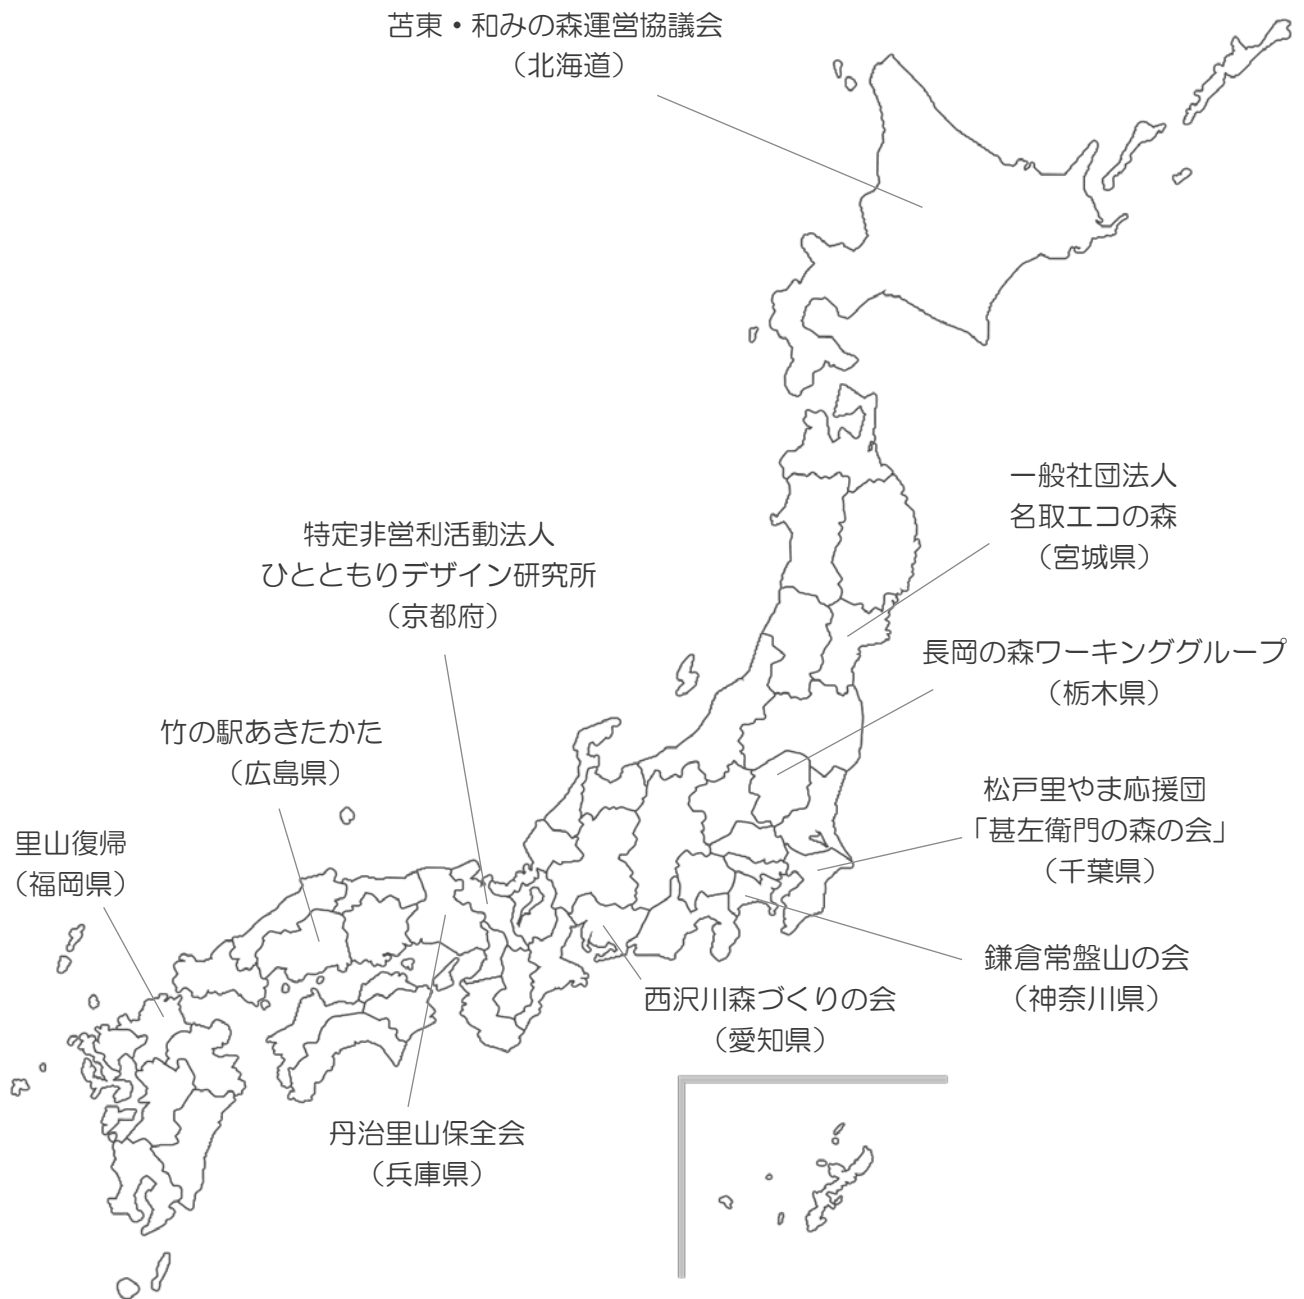 苫東・和みの森運営協議会
（北海道）
一般社団法人
名取エコの森
（宮城県）
特定非営利活動法人
ひとともりデザイン研究所
（京都府）
長岡の森ワーキンググループ
（栃木県）
竹の駅あきたかた
（広島県）
松戸里やま応援団
「甚左衛門の森の会」
（千葉県）
里山復帰
（福岡県）
鎌倉常盤山の会
（神奈川県）
西沢川森づくりの会
（愛知県）
丹治里山保全会
（兵庫県）